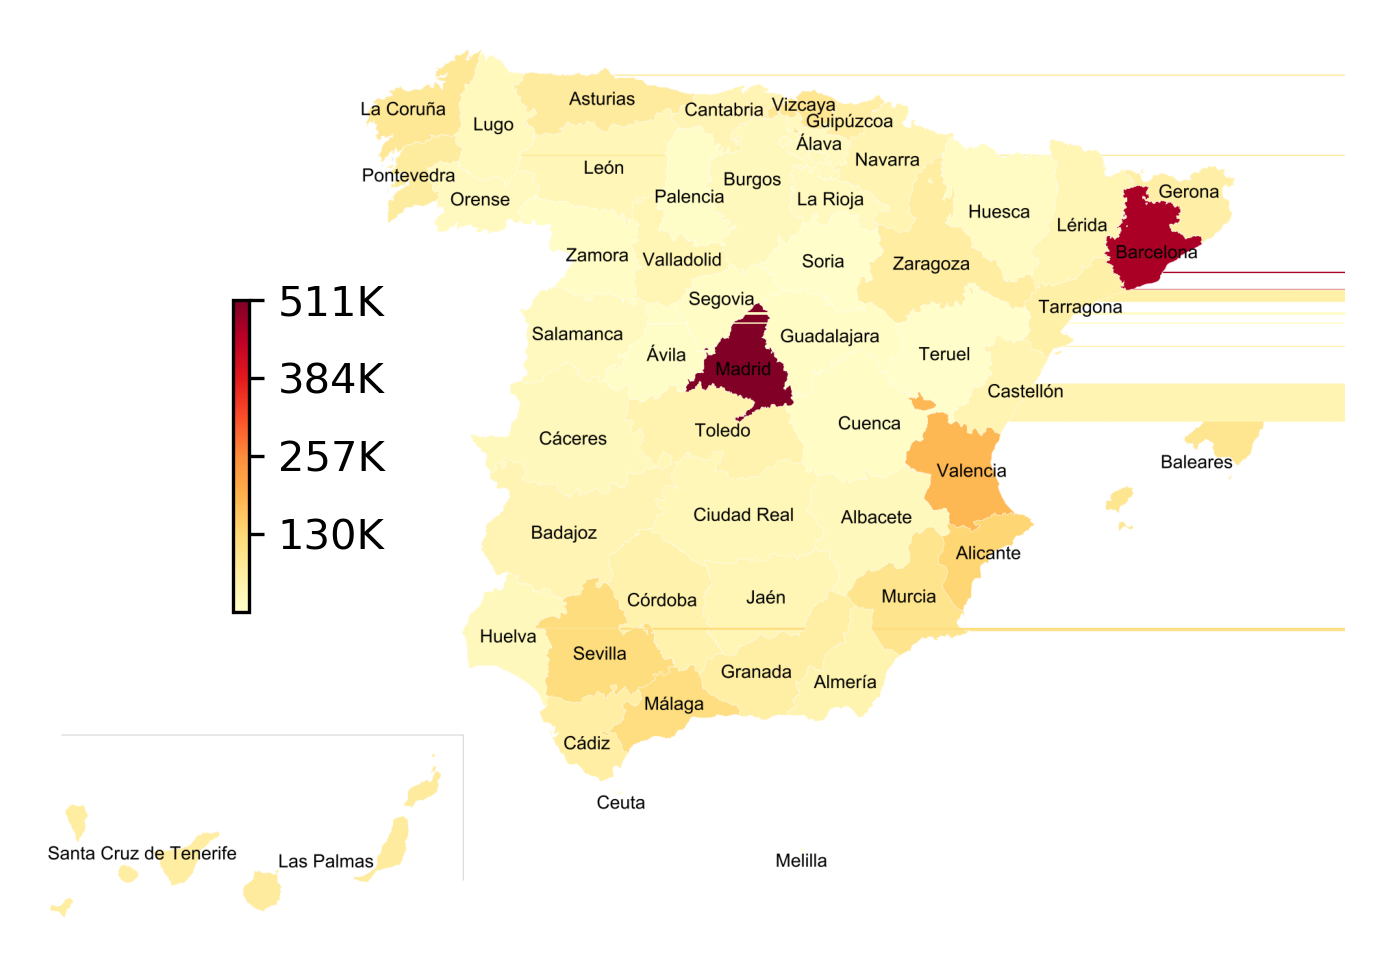 La Coruña
Lugo
Asturias
Cantabria
Vizcaya
Guipúzcoa
Álava
Navarra
Pontevedra
Orense
León
Palencia
Burgos
La Rioja
Huesca
Lérida
Gerona
Barcelona
Zamora
Valladolid
Soria
Zaragoza
Tarragona
511K
384K
257K
130K
Segovia
Salamanca
Ávila
Madrid
Guadalajara
Teruel
Castellón
Cáceres
Toledo
Cuenca
Valencia
Baleares
Badajoz
Ciudad Real
Albacete
Alicante
Huelva
Córdoba
Jaén
Murcia
Sevilla
Granada
Almería
Málaga
Cádiz
Ceuta
Melilla
Santa Cruz de Tenerife
Las Palmas